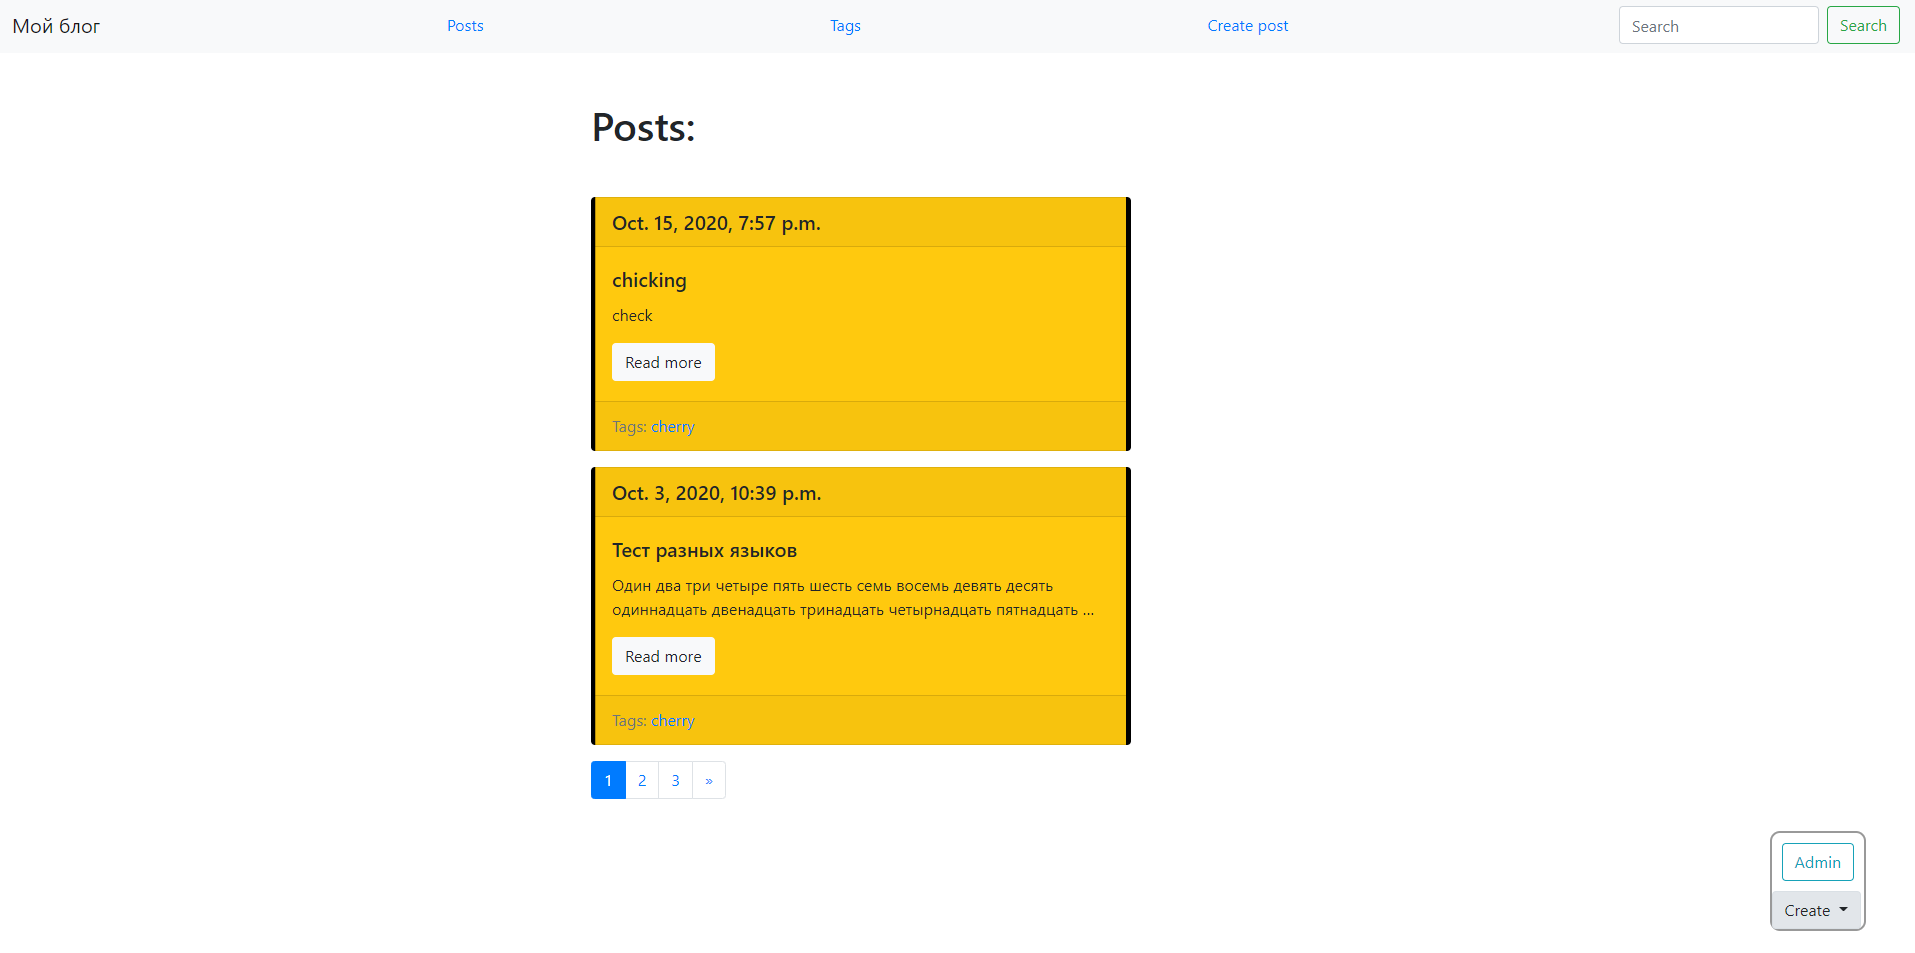 Мой блог
Posts
Tags
Create post
Search
Search
Posts:
Oct. 15, 2020, 7:57 p.m.
chicking
check
Read more
Tags: cherry
Oct. 3, 2020, 10:39 p.m.
Тест разных языков
Один два три четыре пять шесть семь восемь девять десять
одиннадцать двенадцать тринадцать четырнадцать пятнадцать ...
Read more
Tags: cherry
1 2 3 »
Admin
Create